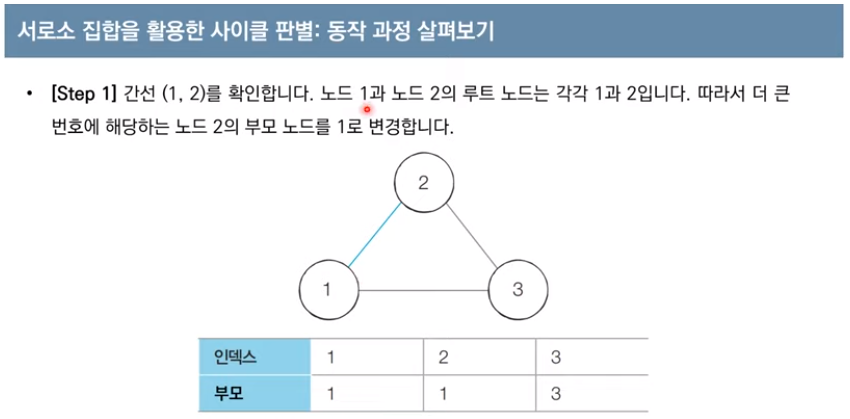 서로소 집합을 활용한 사이클 판별: 동작 과정 살펴보기
• [Step 1] 간선 (1, 2)를 확인합니다. 노드 1과 노드 2의 루트 노드는 각각 1과 2입니다. 따라서 더 큰
번호에 해당하는 노드 2의 부모 노드를 1로 변경합니다.
2
1 3
인덱스 1 2 3
부모 1 1 3